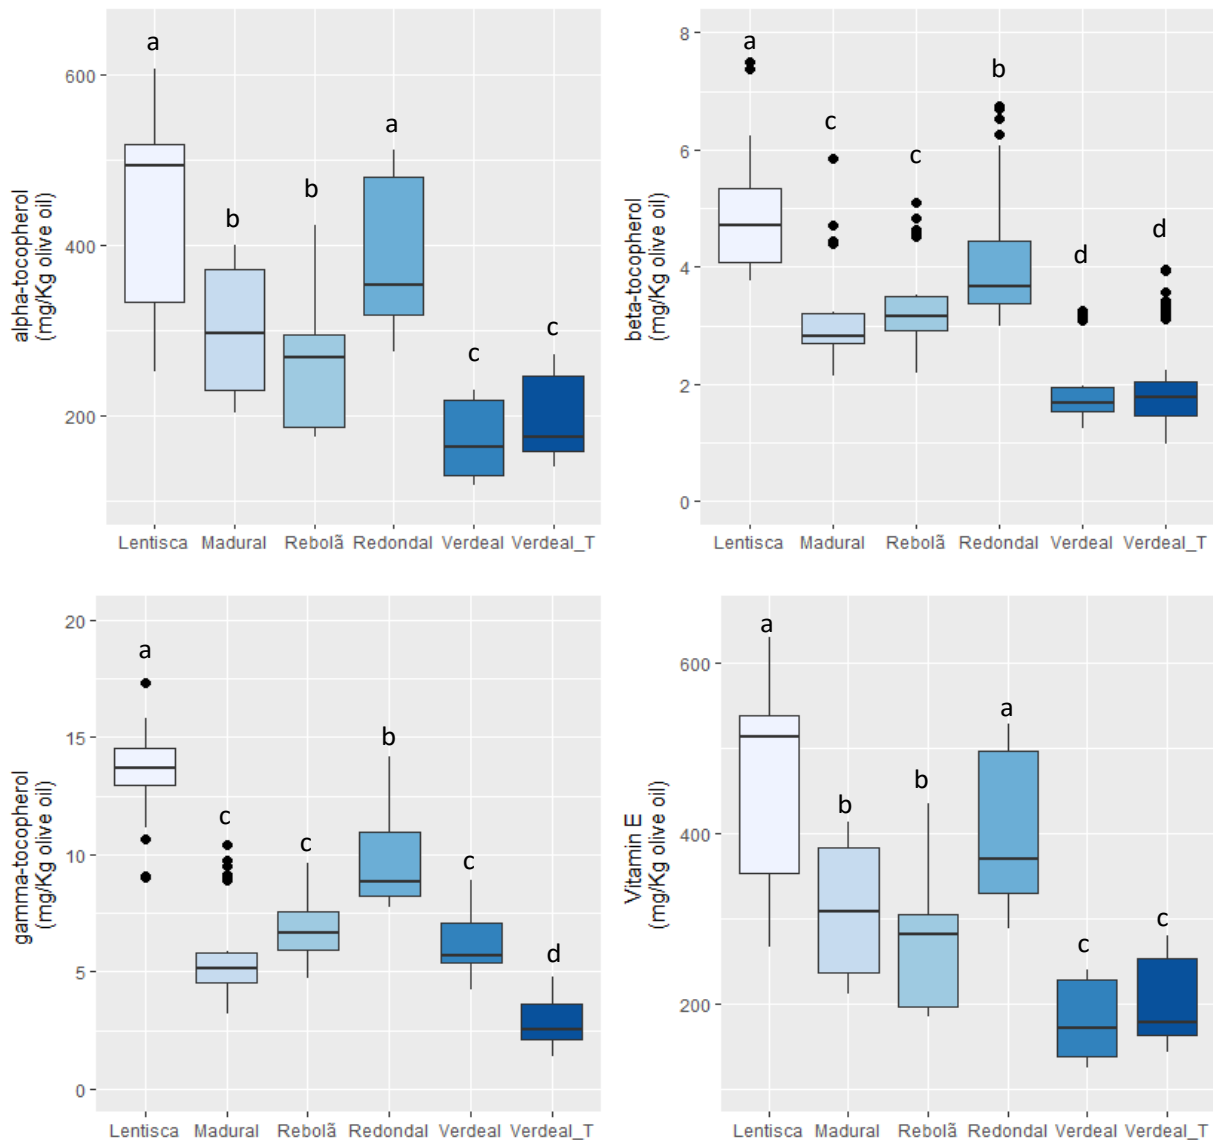 alpha-tocopherol
(mg/Kg olive oil)
600
400
200
a
b
b
a
c
c
Lentisca Madural Rebolã Redondal Verdeal Verdeal_T
beta-tocopherol
(mg/Kg olive oil)
8
6
4
2
0
a
c
c
b
d
d
Lentisca Madural Rebolã Redondal Verdeal Verdeal_T
gamma-tocopherol
(mg/Kg olive oil)
20
15
10
5
0
a
c
c
b
c
d
Lentisca Madural Rebolã Redondal Verdeal Verdeal_T
Vitamin E
(mg/Kg olive oil)
600
400
200
a
b
b
a
c
c
Lentisca Madural Rebolã Redondal Verdeal Verdeal_T